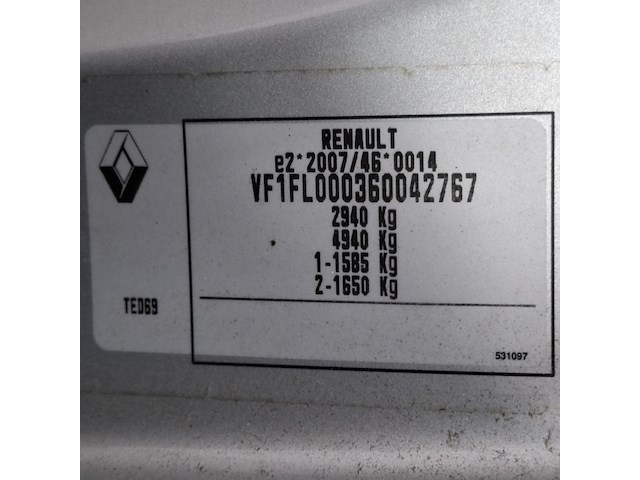 RENAULT
e2*2007/46*0014
VF1FL000360042767
2940 Kg
4940 Kg
1-1585 Kg
2-1650 Kg
TED69
531097